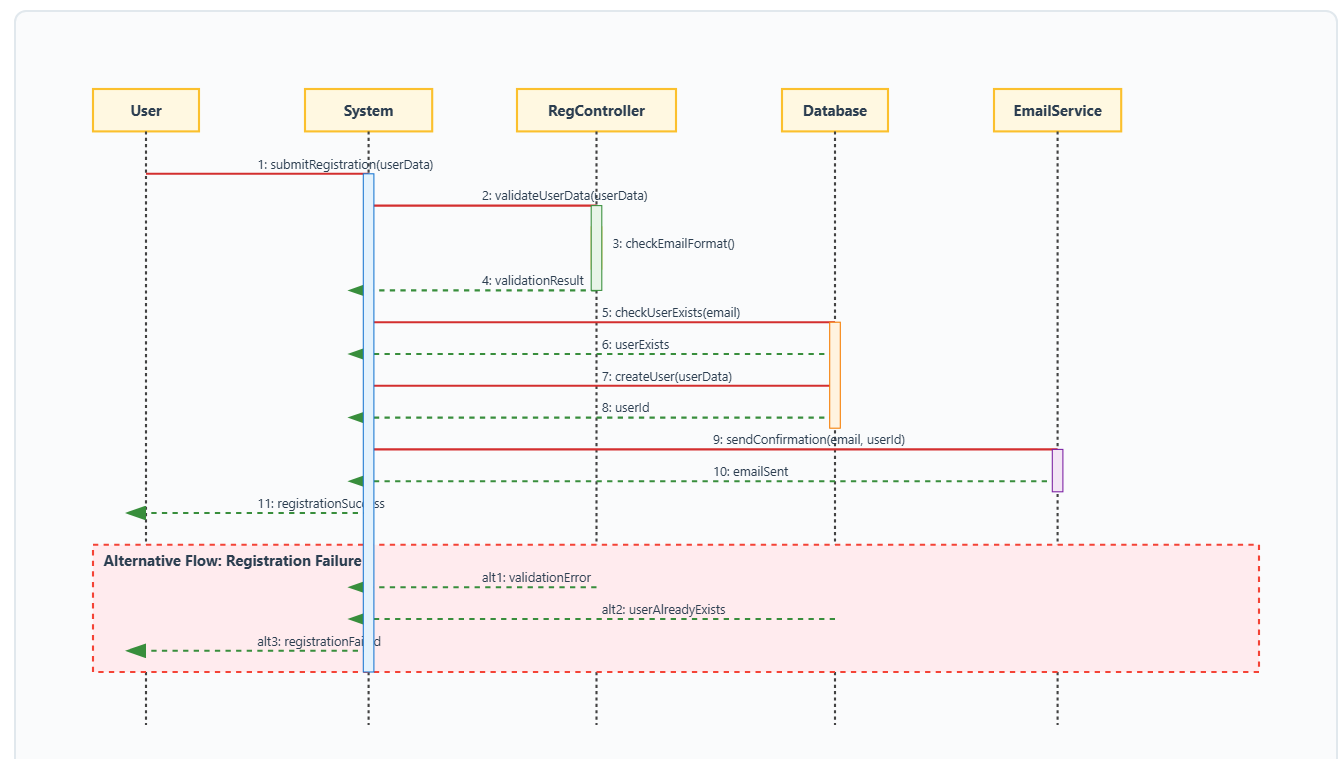 User
System
RegController
Database
EmailService
1: submitRegistration(userData)
2: validateUserData(userData)
3: checkEmailFormat()
4: validationResult
5: checkUserExists(email)
6: userExists
7: createUser(userData)
8: userId
9: sendConfirmation(email, userId)
10: emailSent
11: registrationSuccess
Alternative Flow: Registration Failure
alt1: validationError
alt2: userAlreadyExists
alt3: registrationFailed